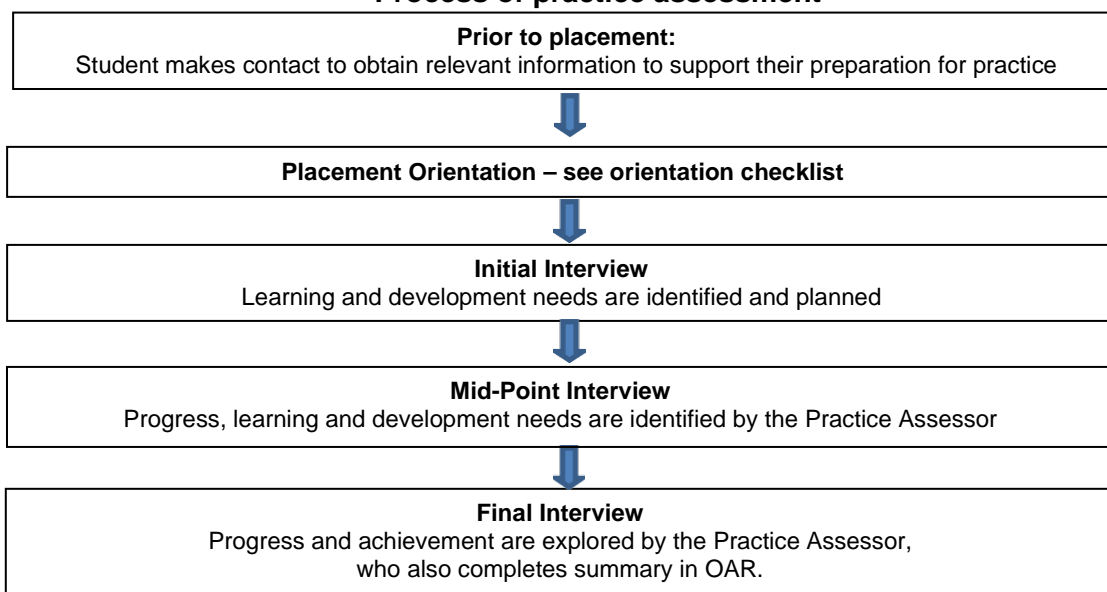 Process of practice assessment
Prior to placement:
Student makes contact to obtain relevant information to support their preparation for practice
Placement Orientation – see orientation checklist
Initial Interview
Learning and development needs are identified and planned
Mid-Point Interview
Progress, learning and development needs are identified by the Practice Assessor
Final Interview
Progress and achievement are explored by the Practice Assessor,
who also completes summary in OAR.